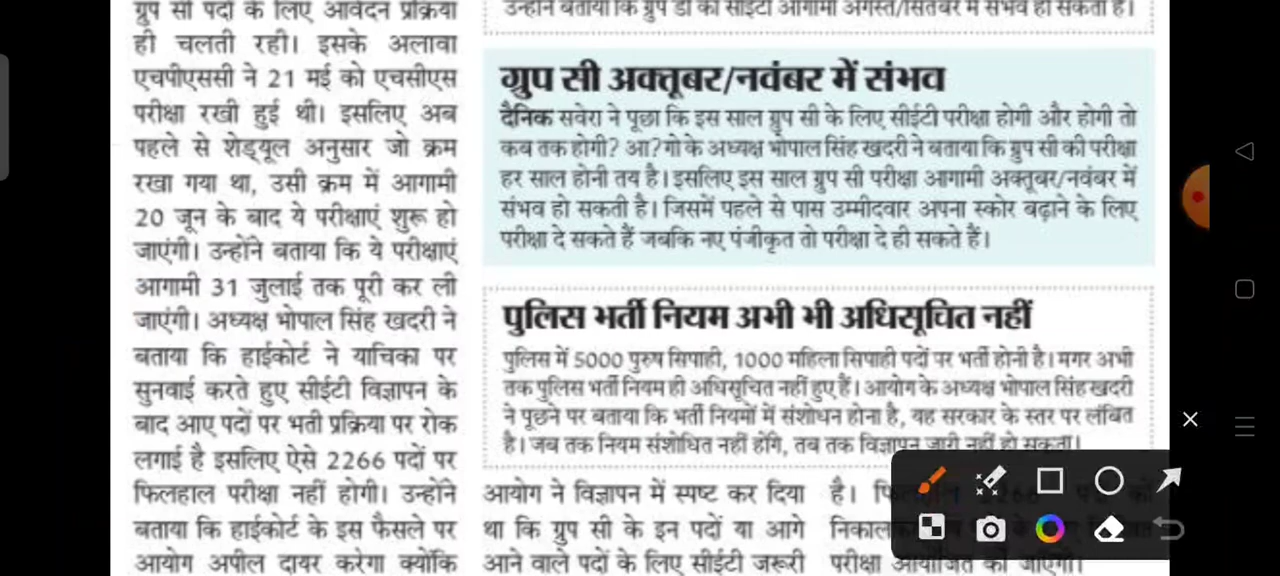 ग्रुप सी पदों के लिए आवेदन प्रक्रिया
ही चलती रही। इसके अलावा
एचपीएससी ने 21 मई को एचसीएस
परीक्षा रखी हुई थी। इसलिए अब
पहले से शेड्यूल अनुसार जो क्रम
रखा गया था, उसी क्रम में आगामी
20 जून के बाद ये परीक्षाएं शुरू हो
जाएंगी। उन्होंने बताया कि ये परीक्षाएं
आगामी 31 जुलाई तक पूरी कर ली
जाएंगी। अध्यक्ष भोपाल सिंह खदरी ने
बताया कि हाईकोर्ट ने याचिका पर
सुनवाई करते हुए सीईटी विज्ञापन के
बाद आए पदों पर भर्ती प्रक्रिया पर रोक
लगाई है इसलिए ऐसे 2266 पदों पर
फिलहाल परीक्षा नहीं होगी। उन्होंने
बताया कि हाईकोर्ट के इस फैसले पर
आयोग अपील दायर करेगा क्योंकि
उन्होंने बताया कि ग्रुप डी की सीईटी आगामी अगस्त/सितंबर में संभव हो सकती है।
ग्रुप सी अक्तूबर/नवंबर में संभव
दैनिक सवेरा ने पूछा कि इस साल ग्रुप सी के लिए सीईटी परीक्षा होगी और होगी तो
कब तक होगी? आ?गो के अध्यक्ष भोपाल सिंह खदरी ने बताया कि ग्रुप सी की परीक्षा
हर साल होनी तय है। इसलिए इस साल ग्रुप सी परीक्षा आगामी अक्तूबर/नवंबर में
संभव हो सकती है। जिसमें पहले से पास उम्मीदवार अपना स्कोर बढ़ाने के लिए
परीक्षा दे सकते हैं जबकि नए पंजीकृत तो परीक्षा दे ही सकते हैं।
पुलिस भर्ती नियम अभी भी अधिसूचित नहीं
पुलिस में 5000 पुरुष सिपाही, 1000 महिला सिपाही पदों पर भर्ती होनी है। मगर अभी
तक पुलिस भर्ती नियम ही अधिसूचित नहीं हुए हैं। आयोग के अध्यक्ष भोपाल सिंह खदरी
ने पूछने पर बताया कि भर्ती नियमों में संशोधन होना है, यह सरकार के स्तर पर लंबित
है। जब तक नियम संशोधित नहीं होंगे, तब तक विज्ञापन जारी नहीं हो सकता।
आयोग ने विज्ञापन में स्पष्ट कर दिया
था कि ग्रुप सी के इन पदों या आगे
आने वाले पदों के लिए सीईटी जरूरी
है।
परीक्षा आयोजित की जाएंगी।